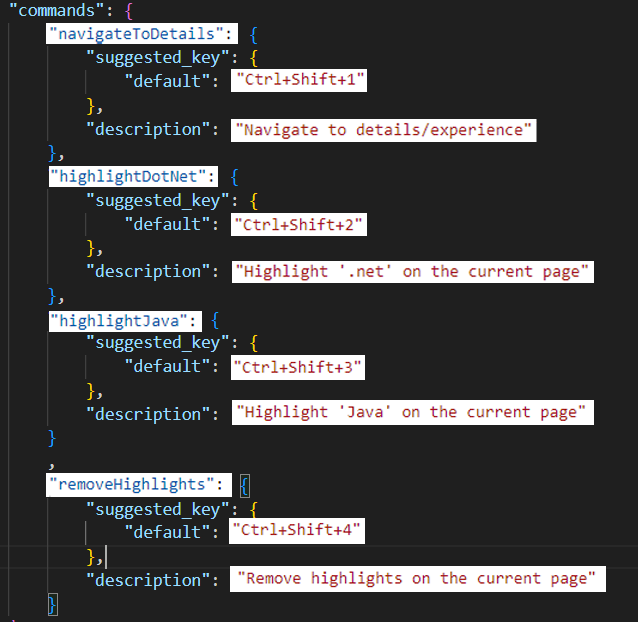 "commands": {
"navigateToDetails": {
"suggested_key": {
"default": "Ctrl+Shift+1"
},
"description": "Navigate to details/experience"
},
"highlightDotNet": {
"suggested_key": {
"default": "Ctrl+Shift+2"
},
"description": "Highlight '.net' on the current page"
},
"highlightJava": {
"suggested_key": {
"default": "Ctrl+Shift+3"
},
"description": "Highlight 'Java' on the current page"
}
,
"removeHighlights": {
"suggested_key": {
"default": "Ctrl+Shift+4"
},
"description": "Remove highlights on the current page"
}